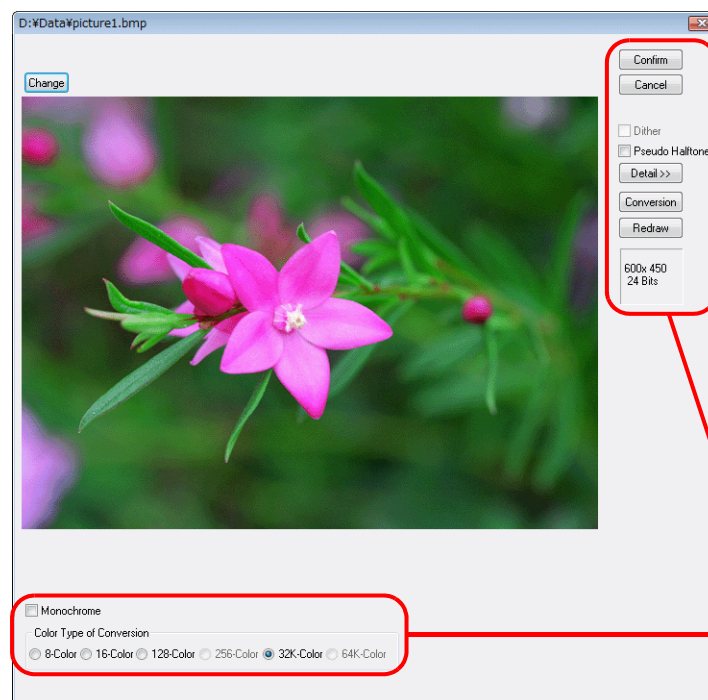 D:¥Data¥picture1.bmp
Change
Confirm
Cancel
Dither
Pseudo Halftone
Detail >>
Conversion
Redraw
600x 450
24 Bits
Monochrome
Color Type of Conversion
8-Color 16-Color 128-Color 256-Color 32K-Color 64K-Color